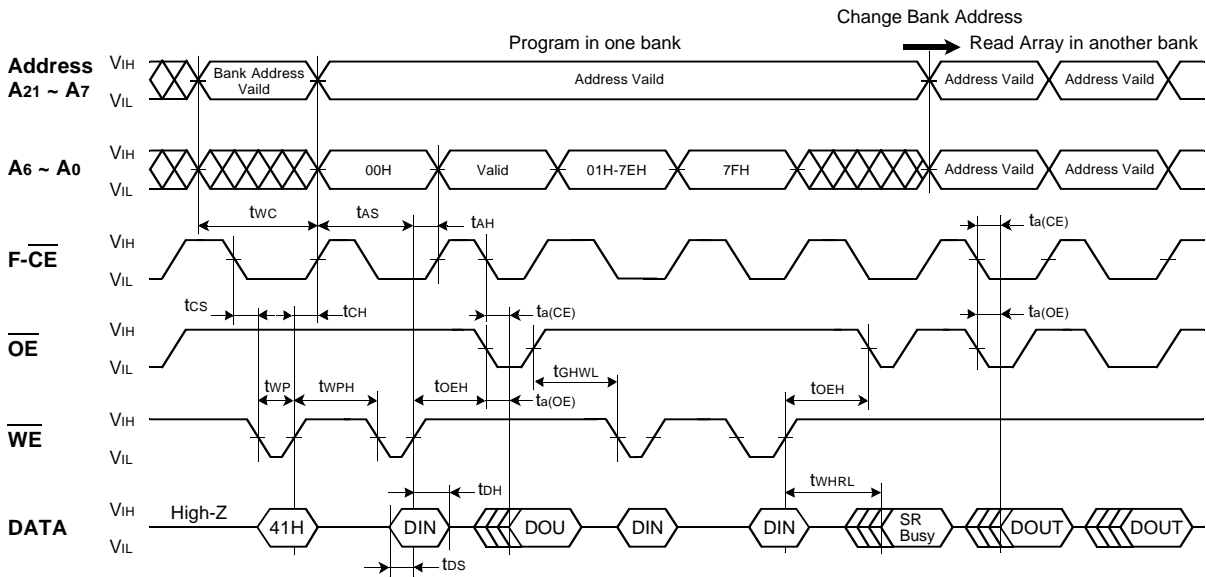 Change Bank Address
Program in one bank
Read Array in another bank
Address
A21 ~ A7
VIH
VIL
Bank Address
Vaild
Address Vaild
Address Vaild
Address Vaild
A6 ~ A0
VIH
VIL
00H
Valid
01H-7EH
7FH
Address Vaild
Address Vaild
tWC
tAS
tAH
ta(CE)
F-CE
VIH
VIL
tCS
tCH
ta(CE)
ta(OE)
OE
VIH
VIL
tWP
tWPH
tOEH
tGHWL
ta(OE)
tOEH
WE
VIH
VIL
tDH
tWHRL
DATA
VIH
VIL
High-Z
41H
DIN
DOU
DIN
DIN
SR
Busy
DOUT
DOUT
tDS